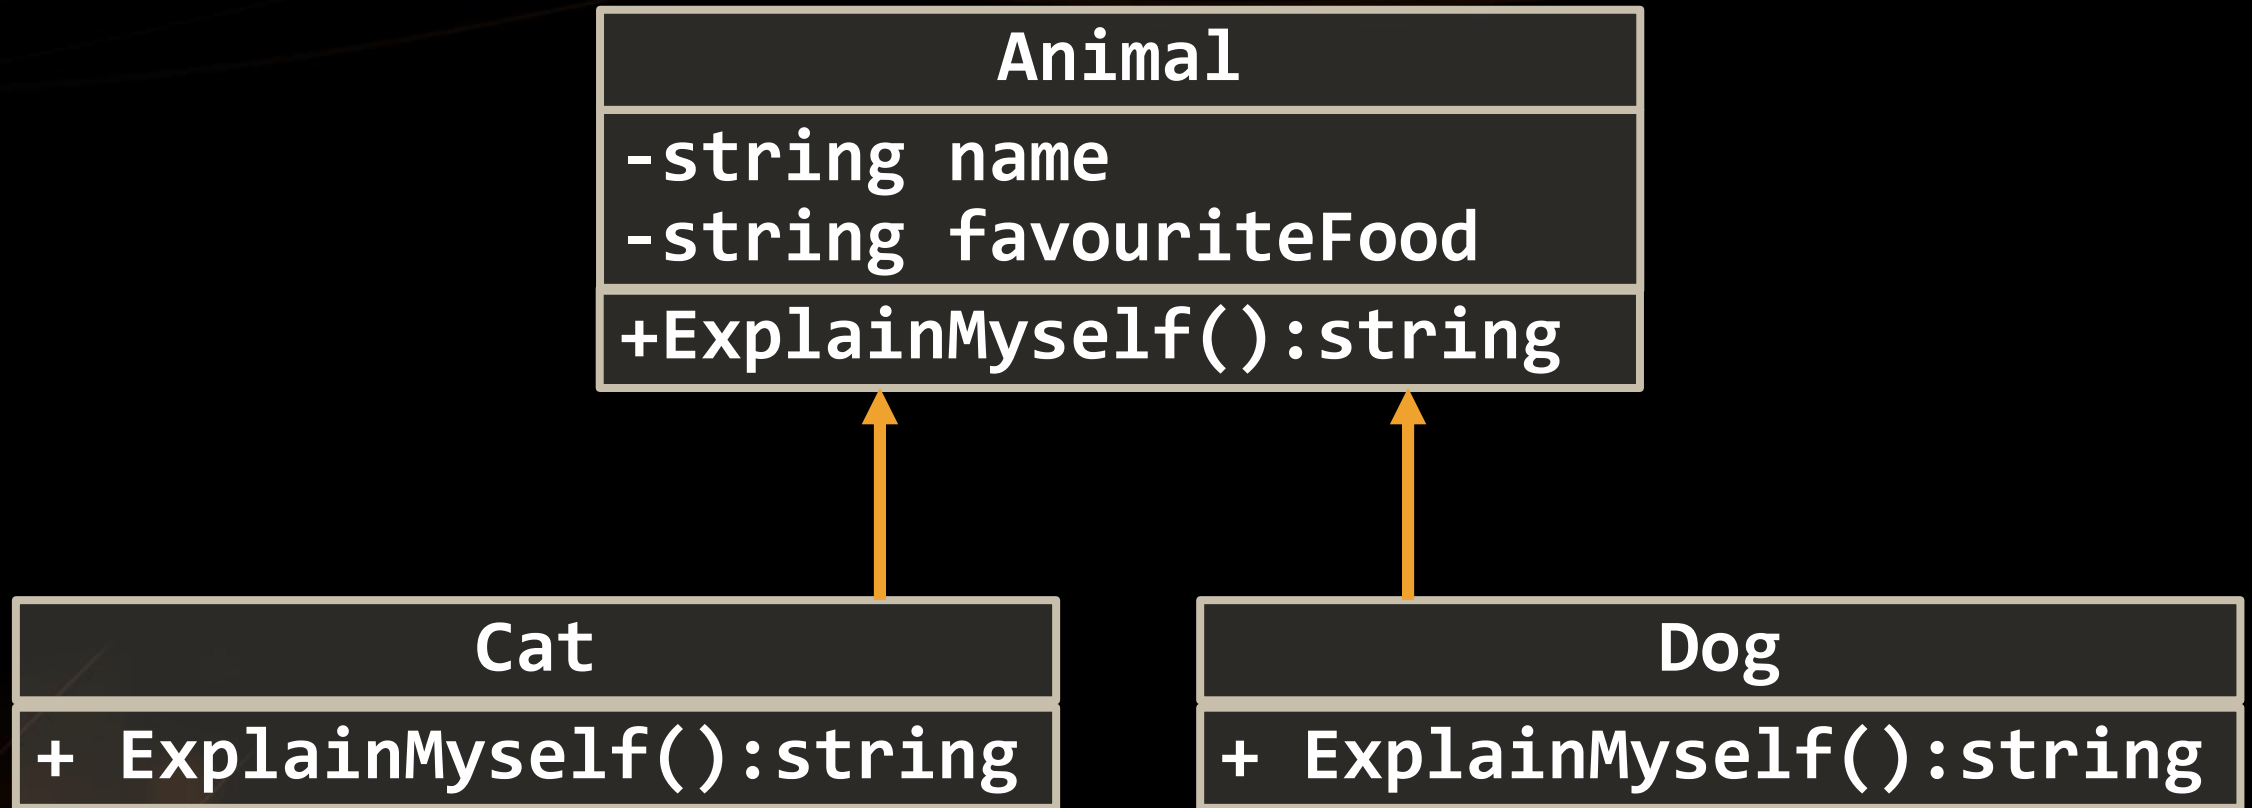 Animal
-string name
-string favouriteFood
+ExplainMyself():string
Cat
+ ExplainMyself():string
Dog
+ ExplainMyself():string